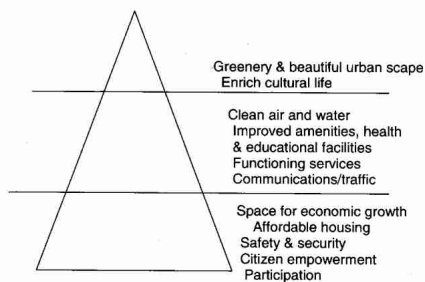 Greenery & beautiful urban scape
Enrich cultural life
Clean air and water
Improved amenities, health
& educational facilities
Functioning services
Communications/traffic
Space for economic growth
Affordable housing
Safety & security
Citizen empowerment
Participation